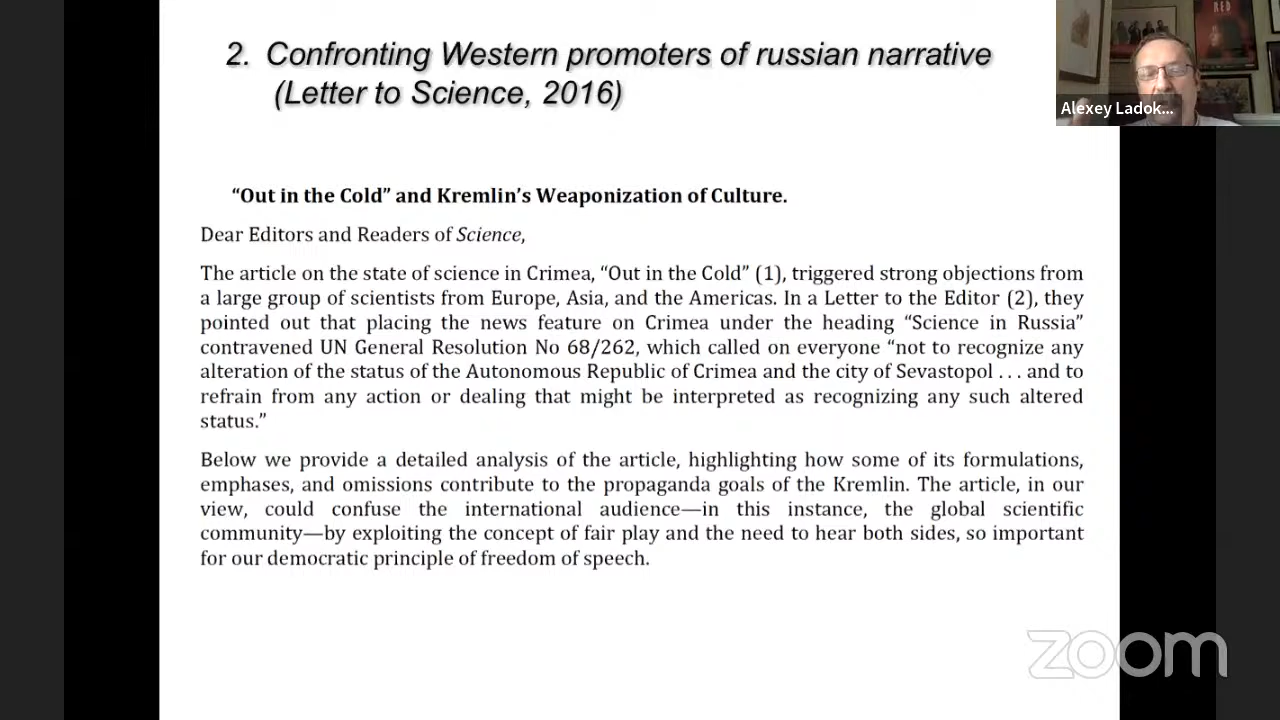 2. Confronting Western promoters of russian narrative
(Letter to Science, 2016)
RED
Alexey Ladok...
“Out in the Cold” and Kremlin’s Weaponization of Culture.
Dear Editors and Readers of Science,
The article on the state of science in Crimea, “Out in the Cold” (1), triggered strong objections from
a large group of scientists from Europe, Asia, and the Americas. In a Letter to the Editor (2), they
pointed out that placing the news feature on Crimea under the heading “Science in Russia”
contravened UN General Resolution No 68/262, which called on everyone “not to recognize any
alteration of the status of the Autonomous Republic of Crimea and the city of Sevastopol . . . and to
refrain from any action or dealing that might be interpreted as recognizing any such altered
status.”
Below we provide a detailed analysis of the article, highlighting how some of its formulations,
emphases, and omissions contribute to the propaganda goals of the Kremlin. The article, in our
view, could confuse the international audience—in this instance, the global scientific
community—by exploiting the concept of fair play and the need to hear both sides, so important
for our democratic principle of freedom of speech.
zoom